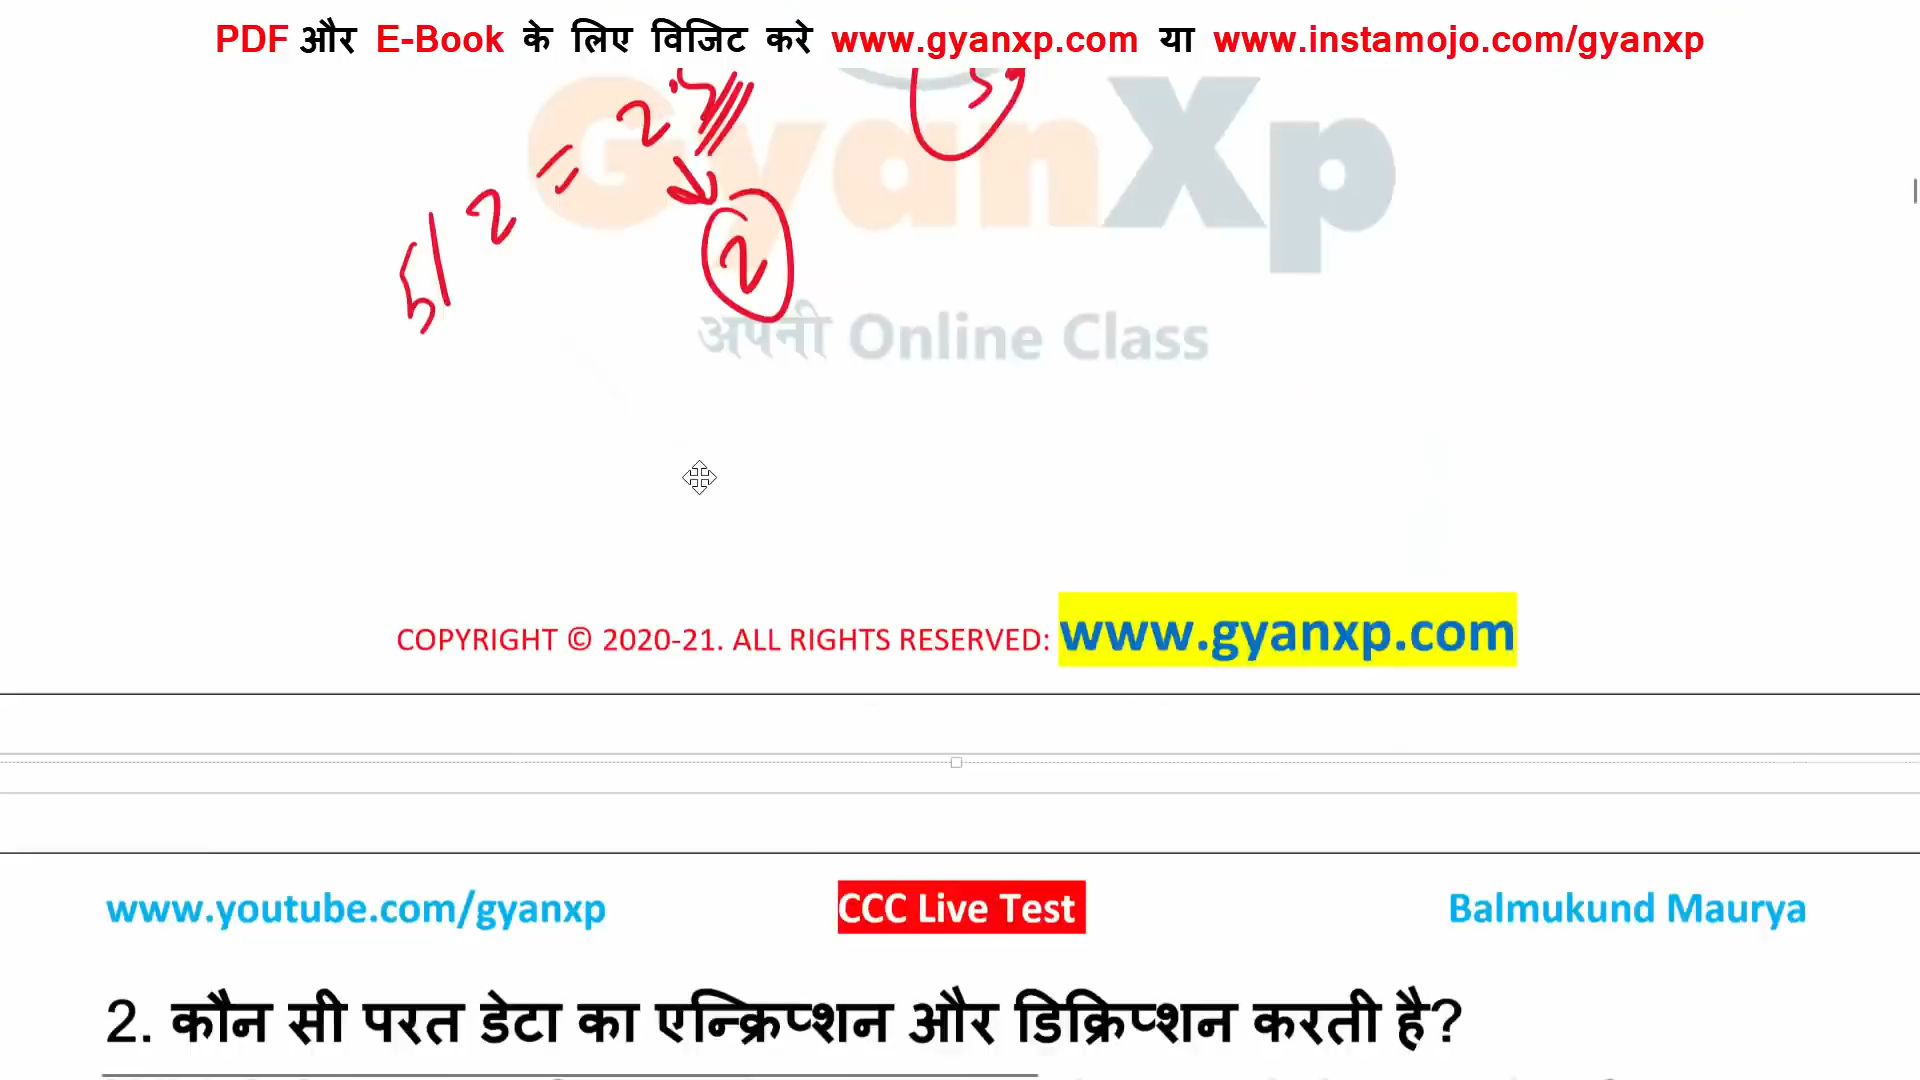 PDF और E-Book के लिए विजिट करे www.gyanxp.com या www.instamojo.com/gyanxp
GyanXp
5/2 = 2.5
2
अपनी Online Class
COPYRIGHT © 2020-21. ALL RIGHTS RESERVED: www.gyanxp.com
www.youtube.com/gyanxp CCC Live Test Balmukund Maurya
2. कौन सी परत डेटा का एन्क्रिप्शन और डिक्रिप्शन करती है?